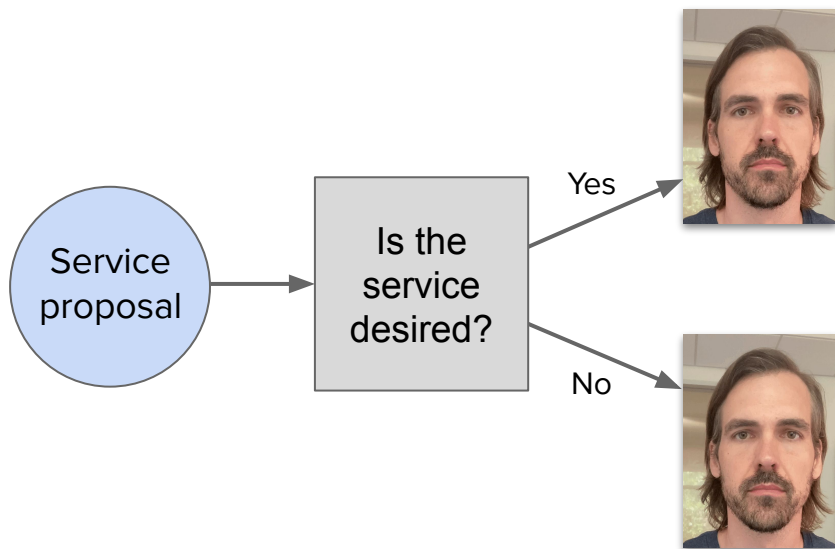 Service
proposal
Is the
service
desired?
Yes
No